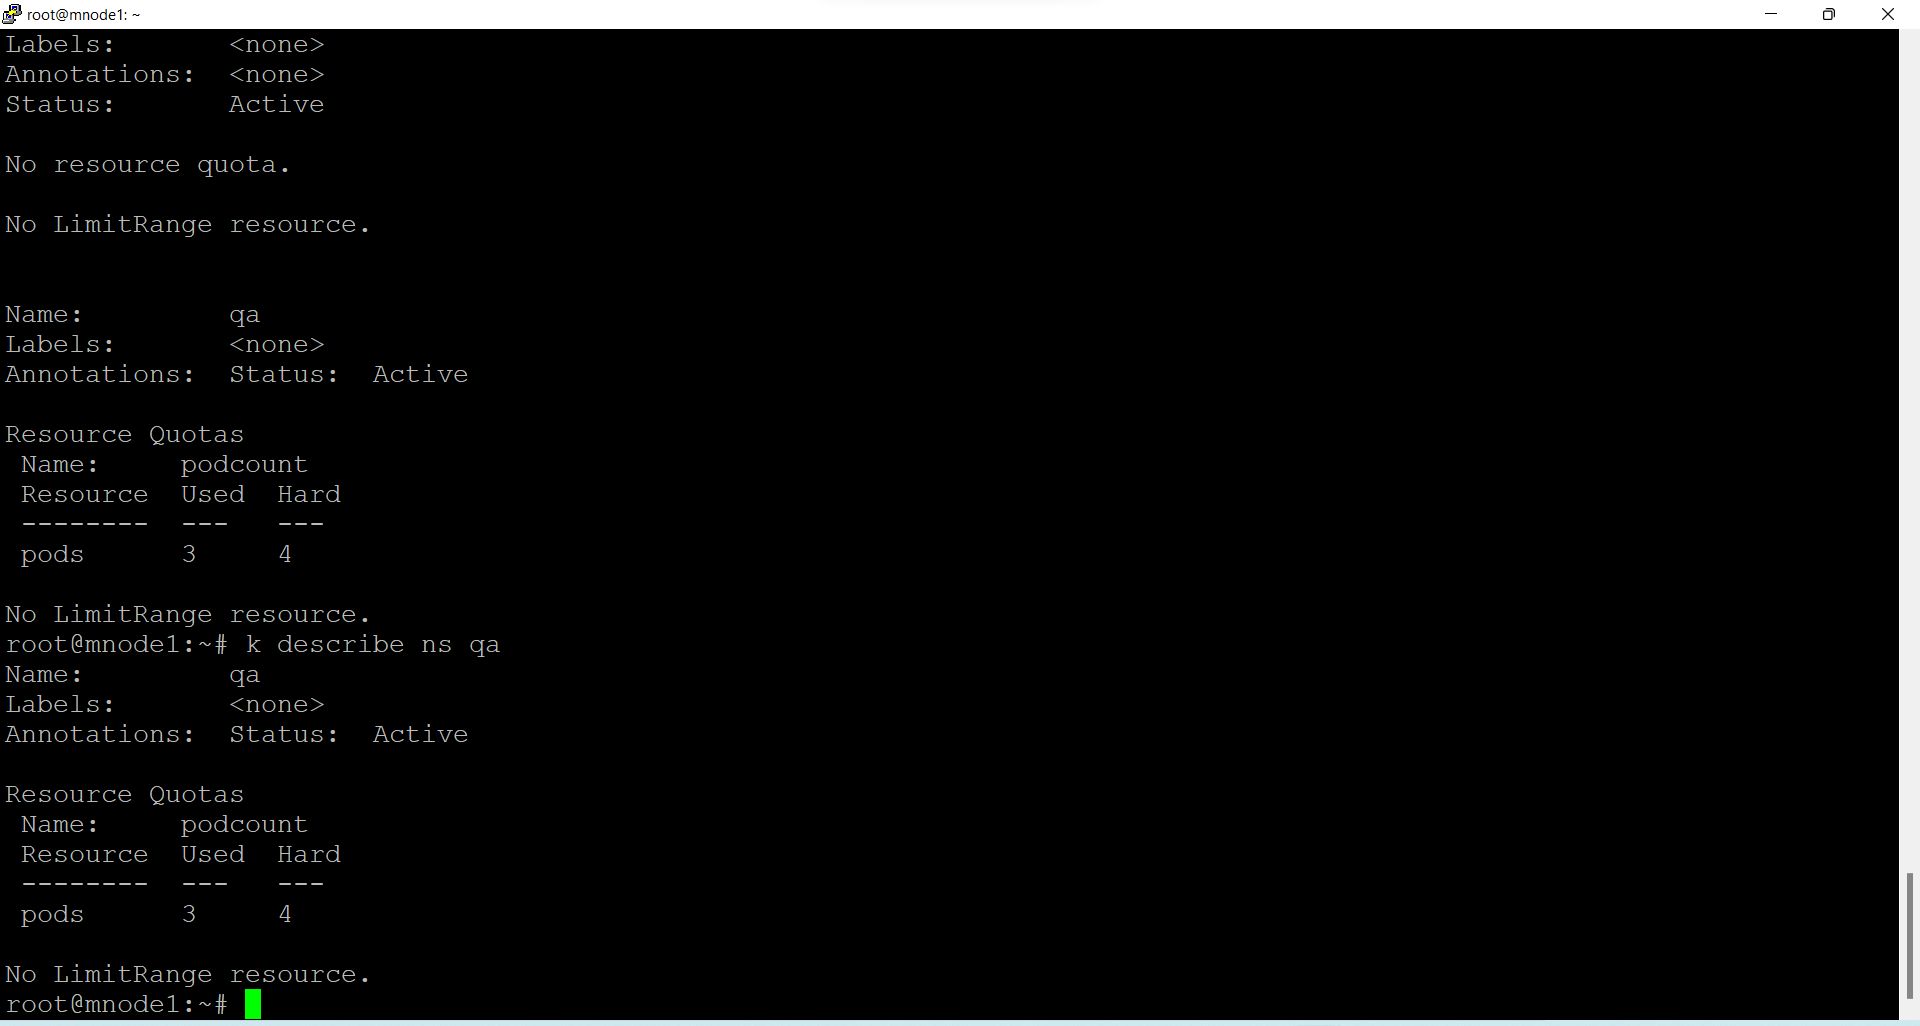 root@mnode1: ~
Labels:       <none>
Annotations:  <none>
Status:       Active
No resource quota.
No LimitRange resource.
Name:         qa
Labels:       <none>
Annotations:  Status:  Active
Resource Quotas
 Name:     podcount
 Resource  Used  Hard
 --------  ---   ---
 pods      3     4
No LimitRange resource.
root@mnode1:~# k describe ns qa
Name:         qa
Labels:       <none>
Annotations:  Status:  Active
Resource Quotas
 Name:     podcount
 Resource  Used  Hard
 --------  ---   ---
 pods      3     4
No LimitRange resource.
root@mnode1:~#